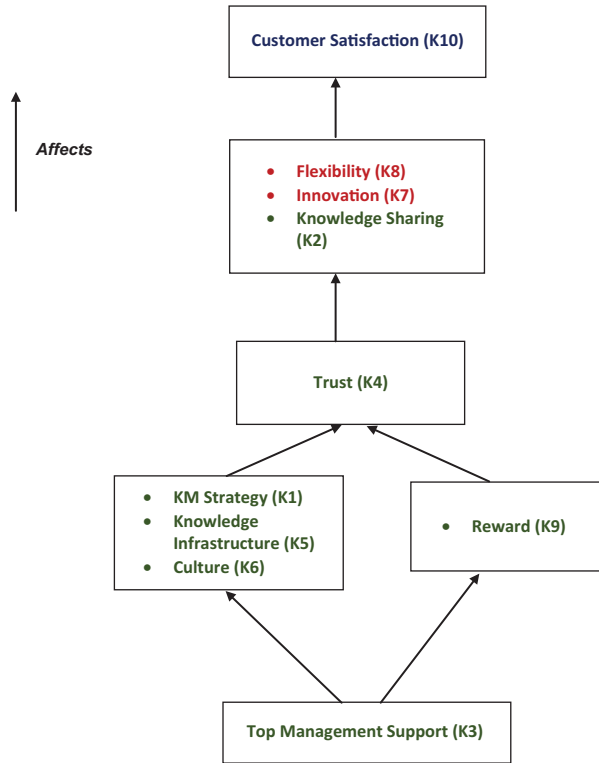 Customer Satisfaction (K10)
Affects
• Flexibility (K8)
• Innovation (K7)
• Knowledge Sharing
(K2)
Trust (K4)
• KM Strategy (K1)
• Knowledge
Infrastructure (K5)
• Culture (K6)
• Reward (K9)
Top Management Support (K3)